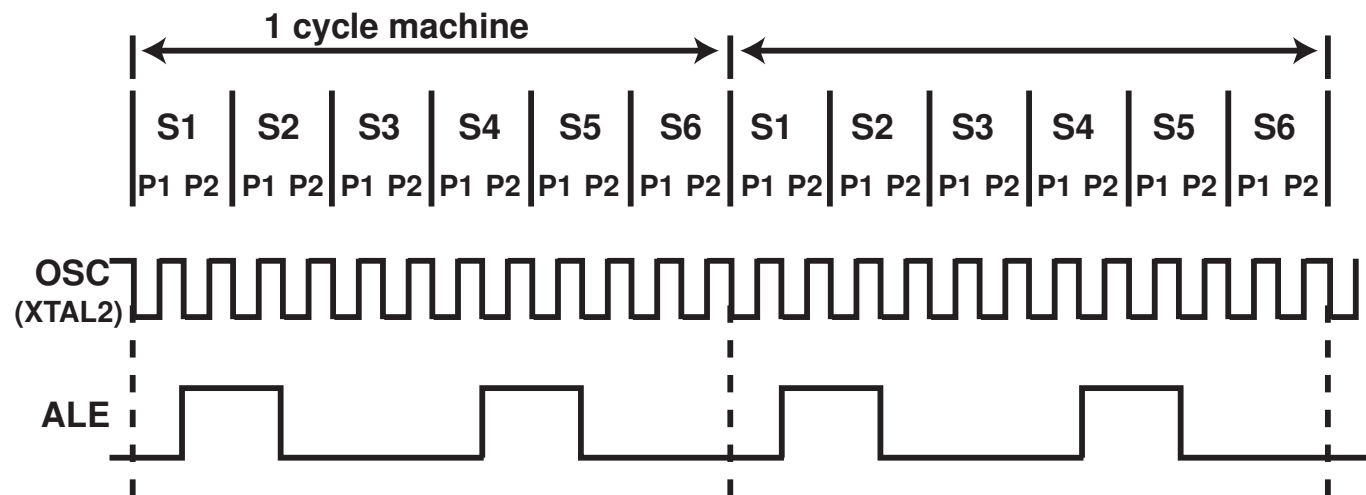 1 cycle machine
S1 S2 S3 S4 S5 S6 S1 S2 S3 S4 S5 S6
P1 P2 P1 P2 P1 P2 P1 P2 P1 P2 P1 P2 P1 P2 P1 P2 P1 P2 P1 P2 P1 P2 P1 P2
OSC
(XTAL2)
ALE